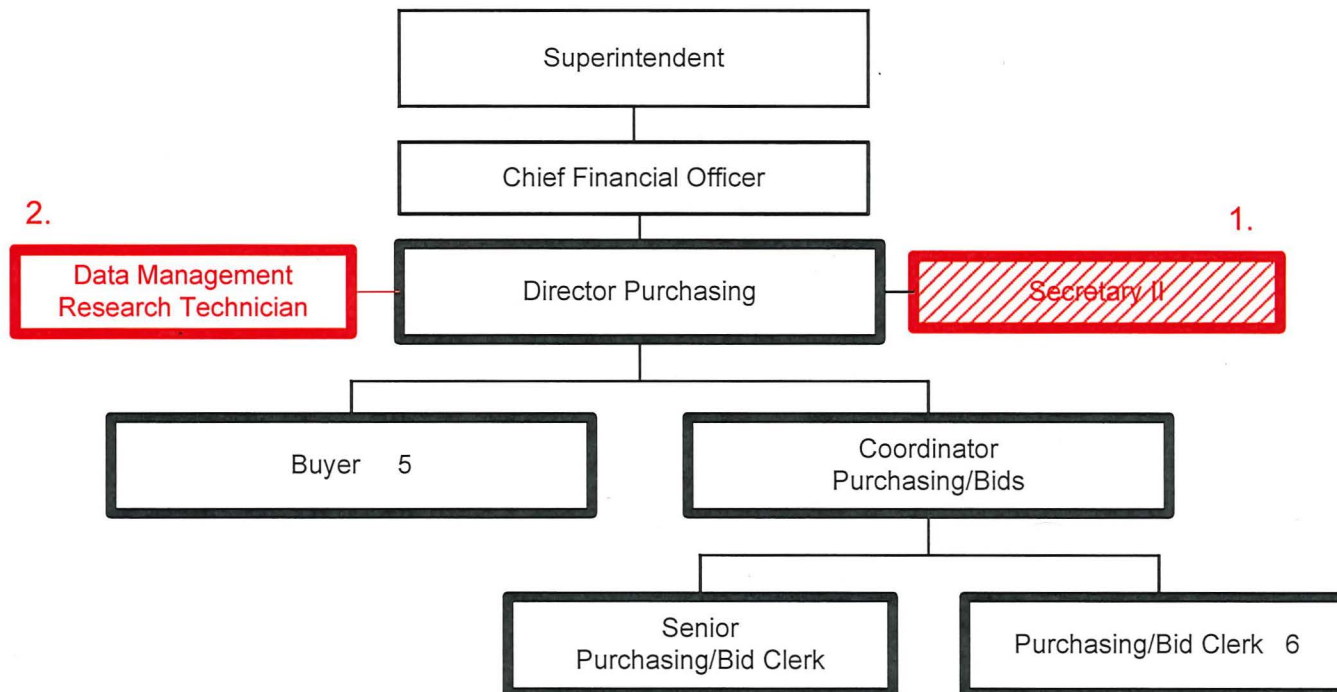 Superintendent
Chief Financial Officer
2.
1.
Data Management
Research Technician
Director Purchasing
Secretary II
Buyer 5
Coordinator
Purchasing/Bids
Senior
Purchasing/Bid Clerk
Purchasing/Bid Clerk 6